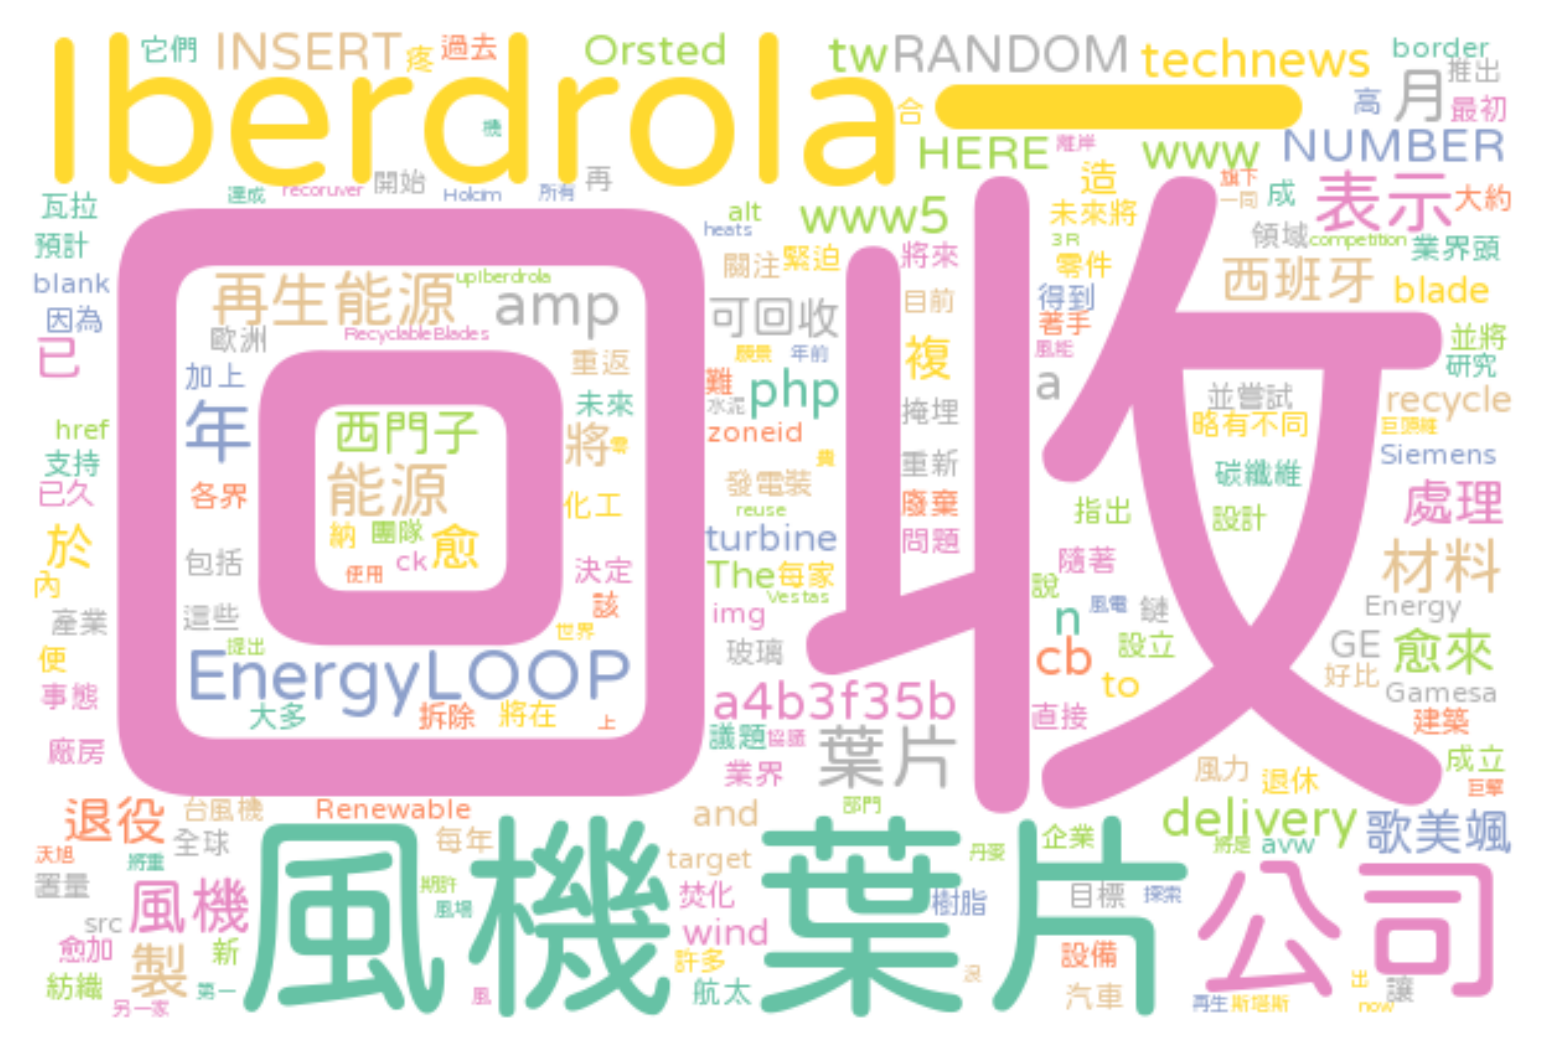 它們 INSERT 疼 過去 Orsted tw RANDOM technews border
Iberdrola 一 推出
機 合 高 月 最初
HERE 離岸 www NUMBER
達成 recoruver 開始 Holcim 所有 再 造 旗下 一同 成 表示 大約
瓦拉 alt www5 未來將
預計 heats 3R 領域 competition 業界頭
回收
關注 緊迫 將來 零件 西班牙 blade
blank 再生能源 upIberdrola amp 可回收 目前 得到
因為 歐洲 RecyclableBlades 著手 並將
已 加上 重返 願景 年前 複 風能 研究
年 西門子 未來 難 php a 並嘗試 recycle
href 將 零 水泥 掩埋 略有不同 巨頭維
支持 能源 zoneid 重新 碳纖維 Siemens
已久 各界 化工 發電裝 廢棄 指出 設計 處理
於 納 團隊 愈 reuse turbine 問題 材料
內 包括 ck 使用 決定 The 每家 隨著
產業 這些 該 Vestas img 說 n 風電 鏈 Energy
便 提出 世界 玻璃 cb 設立 GE 愈來
事態 EnergyLOOP a4b3f35b to 好比 Gamesa
大多 拆除 將在 上 直接 建築
廠房 議題 協議 葉片 業界 風力 退休 成立
退役 台風機 Renewable and 部門 delivery 巨擘
全球 每年 企業 將是 avw 歌美颯
沃旭 將重 target 丹麥
置量 風機 期許 焚化 樹脂 目標 探索
風機葉片 公司
src 風場 wind
愈加 製 新 許多 設備
紡織 第一 風 航太 浪 汽車 出 讓
另一家 再生 斯塔斯 now